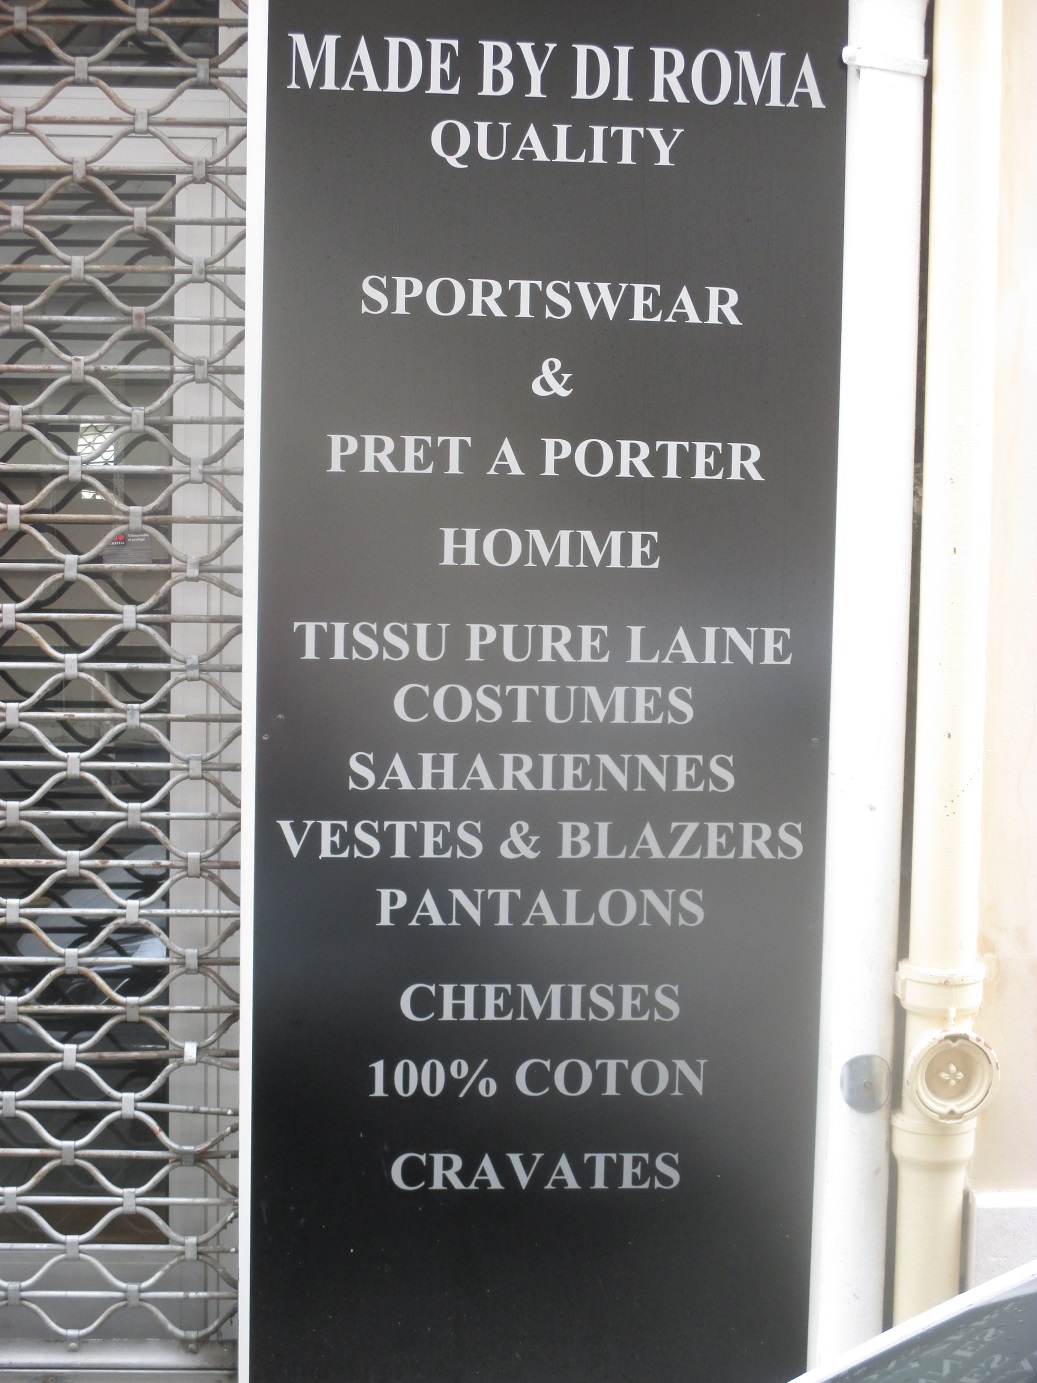 MADE BY DI ROMA
QUALITY
SPORTSWEAR
&
PRET A PORTER
HOMME
TISSU PURE LAINE
COSTUMES
SAHARIENNES
VESTES & BLAZERS
PANTALONS
CHEMISES
100% COTON
CRAVATES